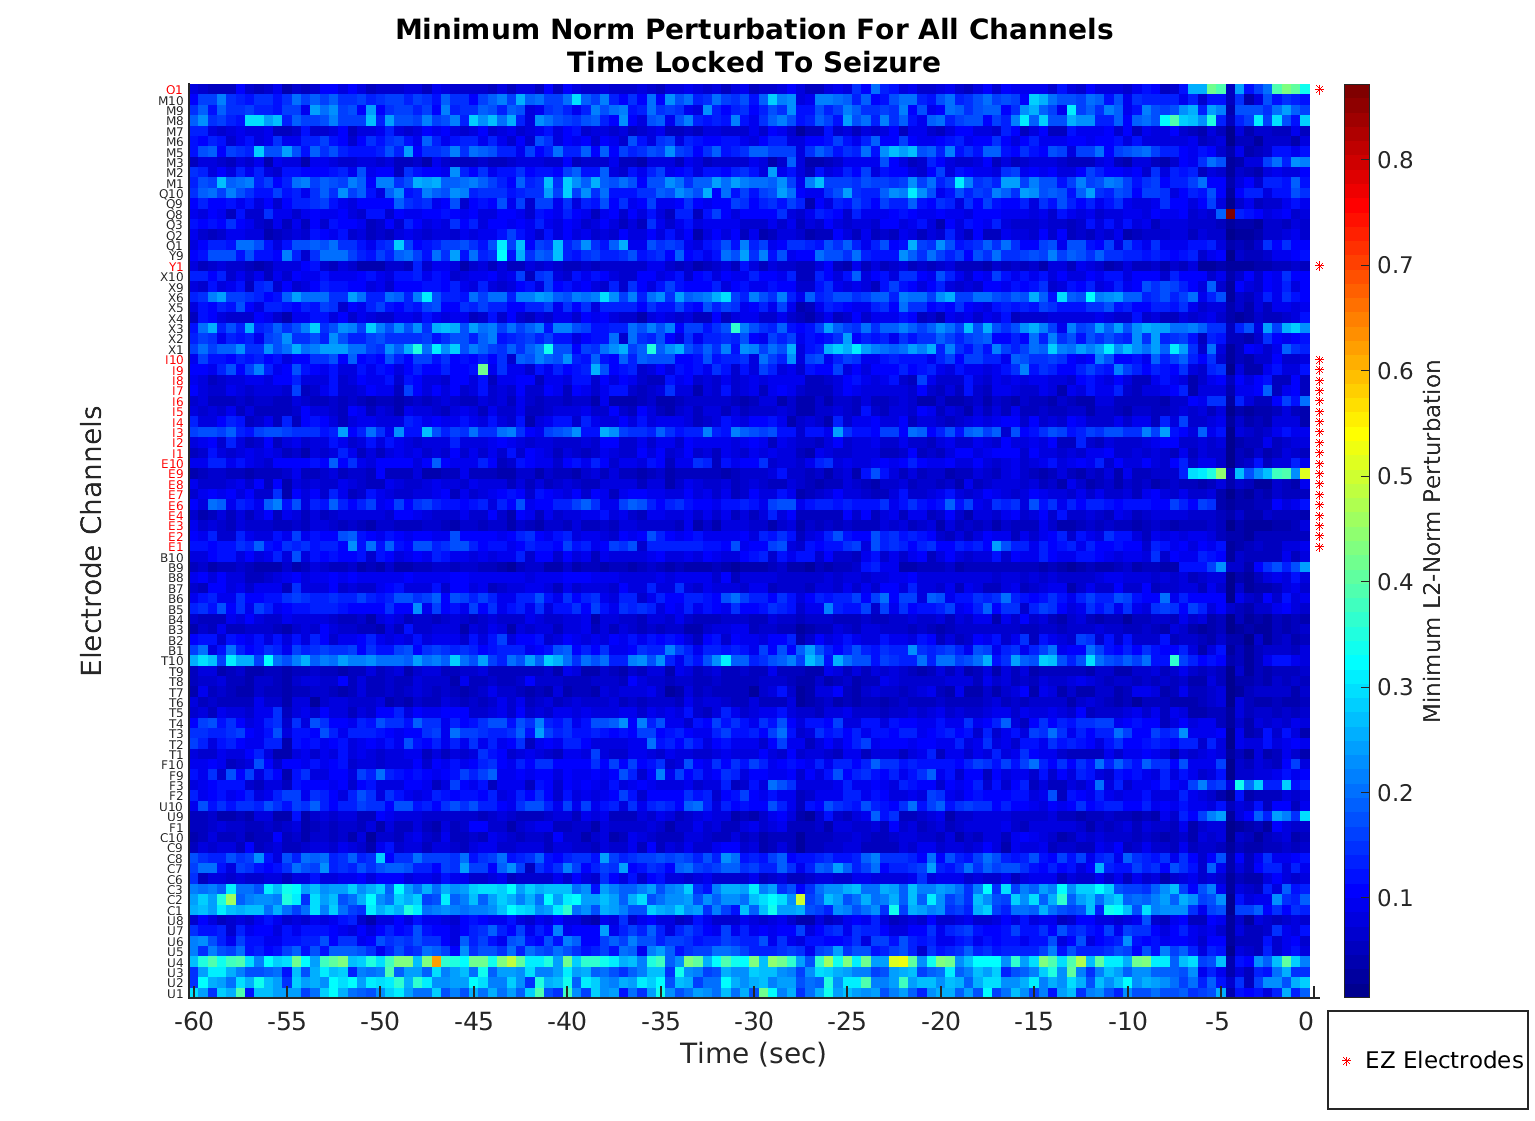 Minimum Norm Perturbation For All Channels
Time Locked To Seizure
Electrode Channels
O1
M10
M9
M8
M7
M6
M5
M3
M2
M1
Q10
Q9
Q8
Q3
Q2
Q1
Y9
Y1
X10
X9
X6
X5
X4
X3
X2
X1
I10
I9
I8
I7
I6
I5
I4
I3
I2
I1
E10
E9
E8
E7
E6
E4
E3
E2
E1
B10
B9
B8
B7
B6
B5
B4
B3
B2
B1
T10
T9
T8
T7
T6
T5
T4
T3
T2
T1
F10
F9
F3
F2
U10
U9
F1
C10
C9
C8
C7
C6
C3
C2
C1
U8
U7
U6
U5
U4
U3
U2
U1
-60 -55 -50 -45 -40 -35 -30 -25 -20 -15 -10 -5 0
Time (sec)
0.8
0.7
0.6
0.5
0.4
0.3
0.2
0.1
Minimum L2-Norm Perturbation
EZ Electrodes